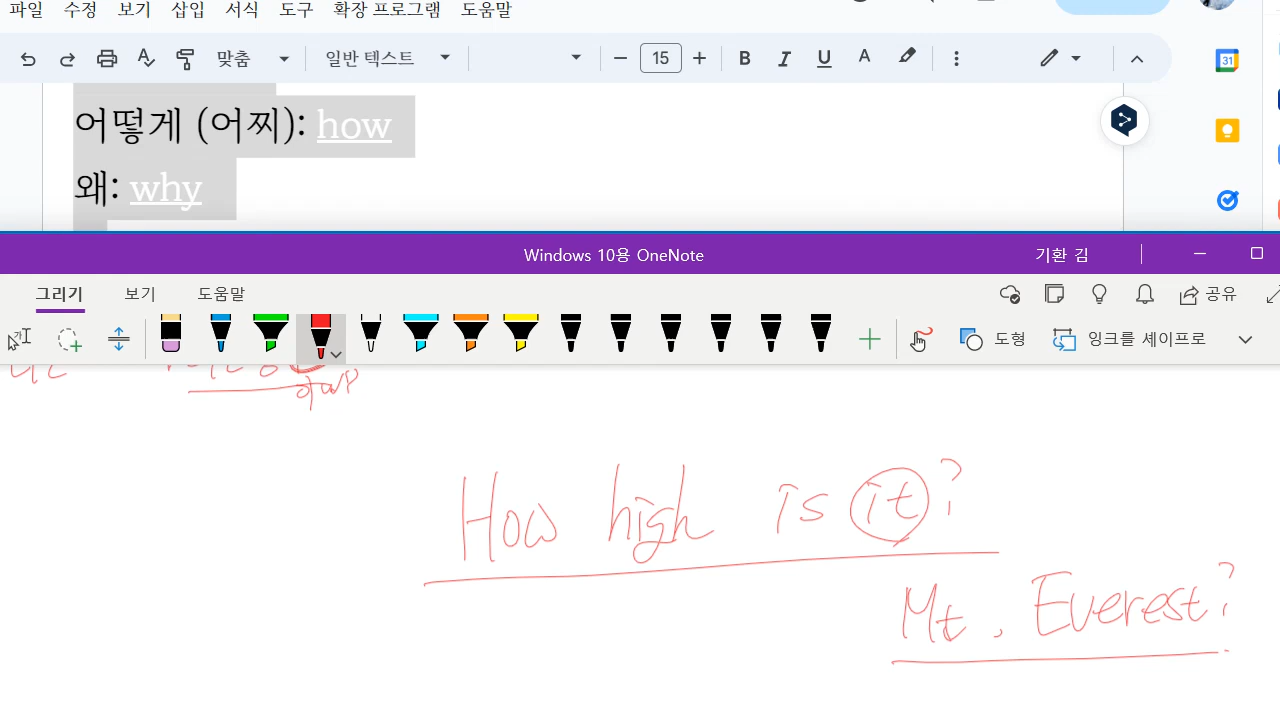 파일 수정 보기 삽입 서식 도구 확장 프로그램 도움말
맞춤 일반 텍스트 15 B I U A
31
어떻게 (어찌): how
왜: why
Windows 10용 OneNote 기환 김
그리기 보기 도움말 공유
가 도형 잉크를 셰이프로
How high is it?
Mt. Everest?